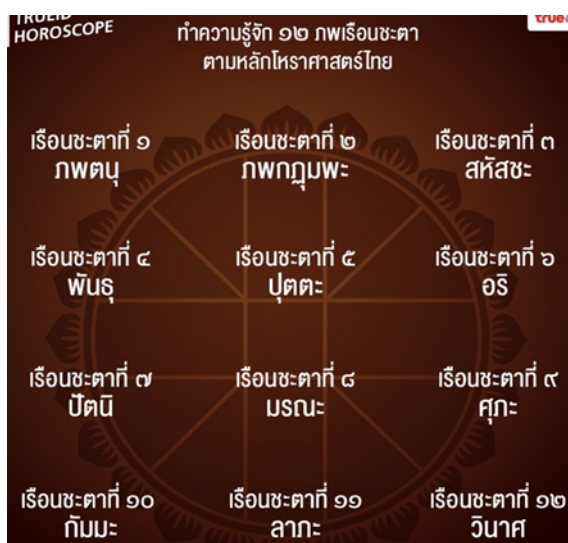 HOROSCOPE
true
ทำความรู้จัก ๑๒ ภพเรือนชะตา
ตามหลักโหราศาสตร์ไทย
เรือนชะตาที่ ๑
ภพตนุ
เรือนชะตาที่ ๒
ภพกฎุมพะ
เรือนชะตาที่ ๓
สหัสชะ
เรือนชะตาที่ ๔
พันธุ
เรือนชะตาที่ ๕
ปุตตะ
เรือนชะตาที่ ๖
อริ
เรือนชะตาที่ ๗
ปัตนิ
เรือนชะตาที่ ๘
มรณะ
เรือนชะตาที่ ๙
ศุภะ
เรือนชะตาที่ ๑๐
กัมมะ
เรือนชะตาที่ ๑๑
ลาภะ
เรือนชะตาที่ ๑๒
วินาศ